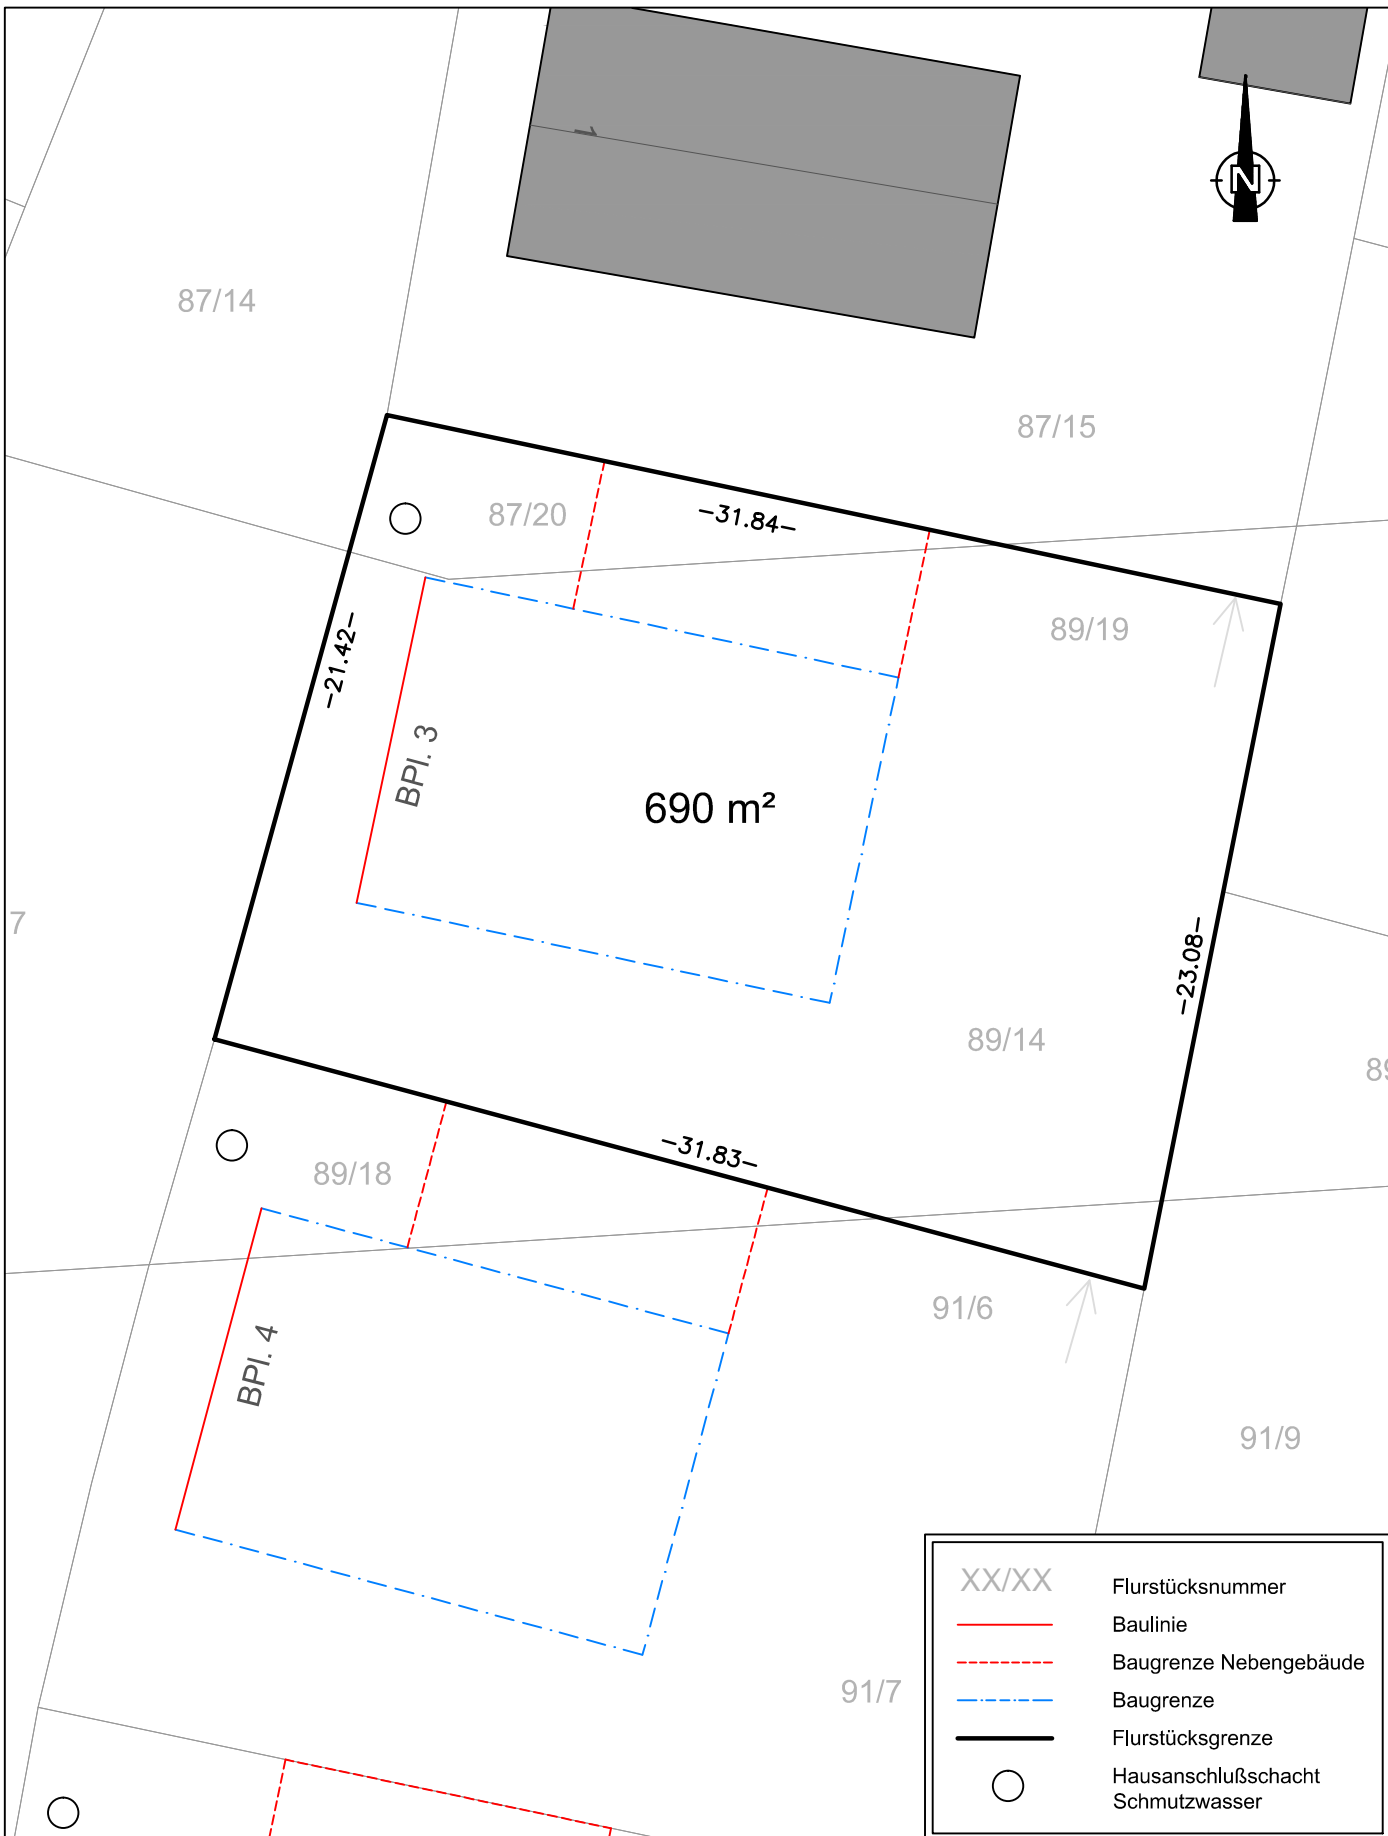 1
N
87/14
87/15
87/20
-31.84-
89/19
-21.42-
BPl. 3
690 m²
7
-23.08-
89/14
89
-31.83-
89/18
91/6
BPl. 4
91/9
91/7
XX/XX Flurstücksnummer
Baulinie
Baugrenze Nebengebäude
Baugrenze
Flurstücksgrenze
Hausanschlußschacht
Schmutzwasser